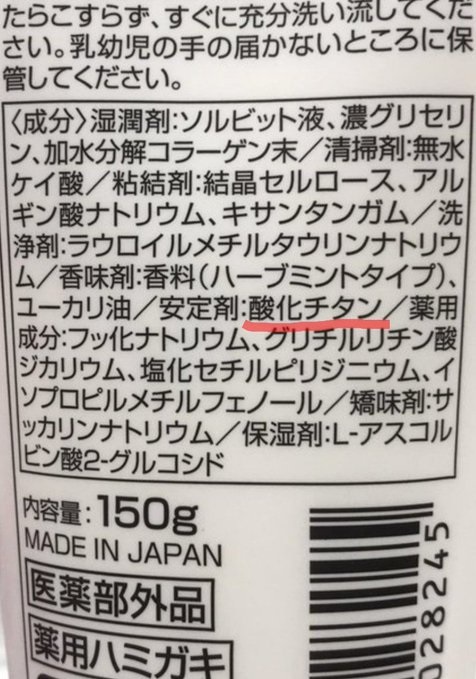 たらこすらず、すぐに充分洗い流してくだ
さい。乳幼児の手の届かないところに保
管してください。
〈成分〉湿潤剤:ソルビット液、濃グリセリ
ン、加水分解コラーゲン末／清掃剤:無水
ケイ酸／粘結剤:結晶セルロース、アル
ギン酸ナトリウム、キサンタンガム／洗
浄剤:ラウロイルメチルタウリンナトリウ
ム／香味剤:香料(ハーブミントタイプ)、
ユーカリ油／安定剤:酸化チタン／薬用
成分:フッ化ナトリウム、グリチルリチン酸
ジカリウム、塩化セチルピリジニウム、イ
ソプロピルメチルフェノール／矯味剤:サ
ッカリンナトリウム／保湿剤:L-アスコル
ビン酸2-グルコシド
内容量:150g
MADE IN JAPAN
医薬部外品
薬用ハミガキ
028245